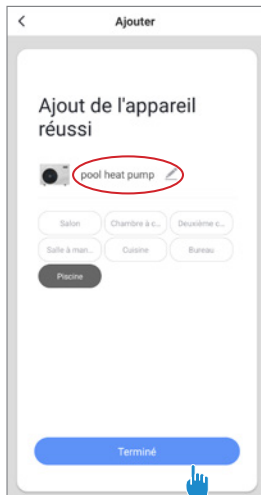 Ajouter
Ajout de l'appareil
réussi
pool heat pump
Salon Chambre à c... Deuxième c...
Salle à man... Cuisine Bureau
Piscine
Terminé